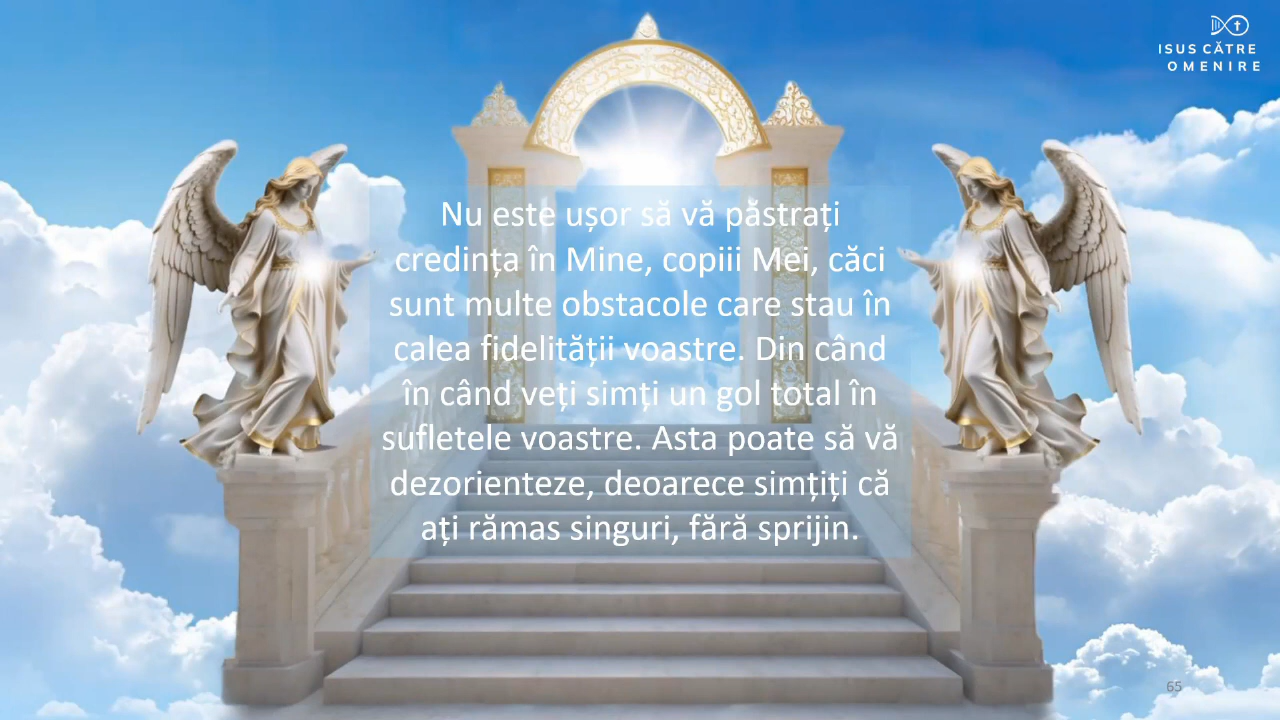 ISUS CĂTRE
OMENIRE
Nu este ușor să vă păstrați
credința în Mine, copiii Mei, căci
sunt multe obstacole care stau în
calea fidelității voastre. Din când
în când veți simți un gol total în
sufletele voastre. Asta poate să vă
dezorienteze, deoarece simțiți că
ați rămas singuri, fără sprijin.
65